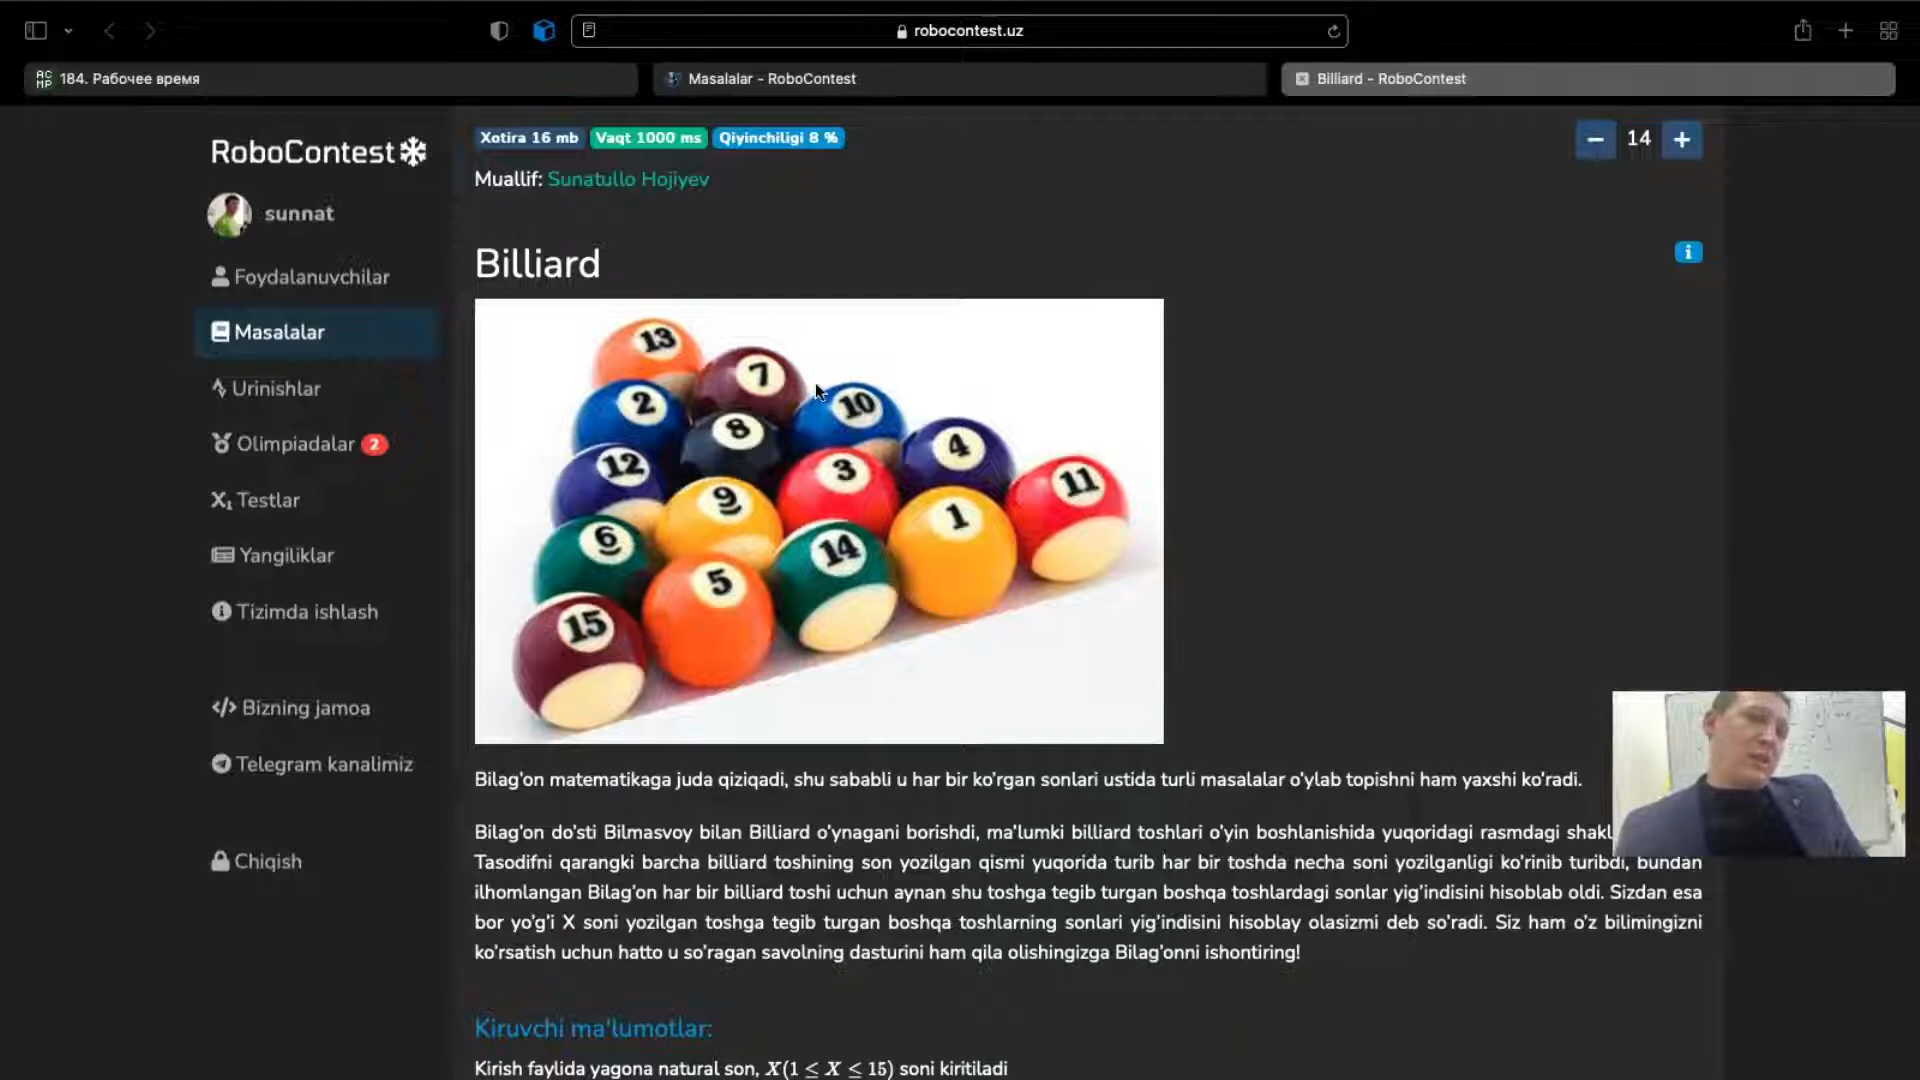 robocontest.uz
184. Рабочее время
Masalalar - RoboContest
Billiard - RoboContest
RoboContest
sunnat
Foydalanuvchilar
Masalalar
Urinishlar
Olimpiadalar 2
Testlar
Yangiliklar
Tizimda ishlash
Bizning jamoa
Telegram kanalimiz
Chiqish
Xotira 16 mb Vaqt 1000 ms Qiyinchiligi 8 %
− 14 +
Muallif: Sunatullo Hojiyev
Billiard
13
7
2
10
8
4
12
3
11
9
1
6
14
5
15
Bilag'on matematikaga juda qiziqadi, shu sababli u har bir ko'rgan sonlari ustida turli masalalar o'ylab topishni ham yaxshi ko'radi.
Bilag'on do'sti Bilmasvoy bilan Billiard o'ynagani borishdi, ma'lumki billiard toshlari o'yin boshlanishida yuqoridagi rasmdagi
Tasodifni qarangki barcha billiard toshining son yozilgan qismi yuqorida turib har bir toshda necha soni yozilganligi ko'rinib turibdi, bundan
ilhomlangan Bilag'on har bir billiard toshi uchun aynan shu toshga tegib turgan boshqa toshlardagi sonlar yig'indisini hisoblab oldi. Sizdan esa
bor yo'g'i X soni yozilgan toshga tegib turgan boshqa toshlarning sonlari yig'indisini hisoblay olasizmi deb so'radi. Siz ham o'z bilimingizni
ko'rsatish uchun hatto u so'ragan savolning dasturini ham qila olishingizga Bilag'onni ishontiring!
Kiruvchi ma'lumotlar:
Kirish faylida yagona natural son, X(1 ≤ X ≤ 15) soni kiritiladi